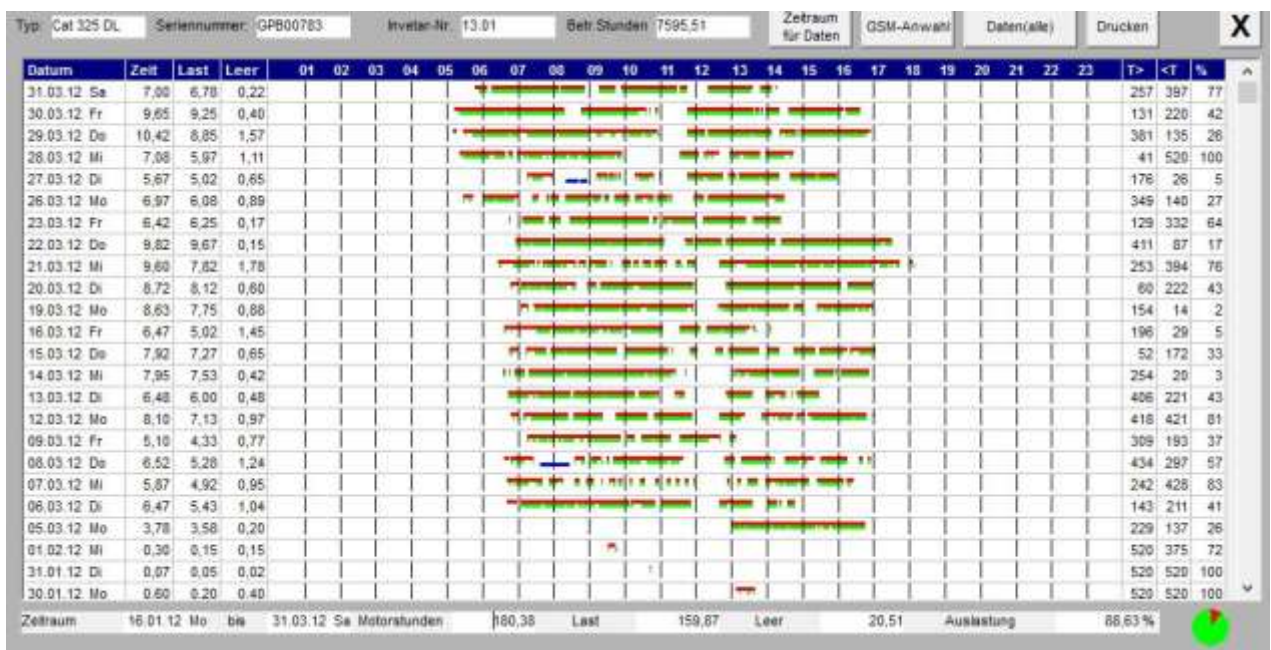 Typ: Cat 325 DL Seriennummer: GPB00783 Invetar-Nr. 13.01 Betr.Stunden 7595,51 Zeitraum für Daten GSM-Anwahl Daten(alle) Drucken X
Datum Zeit Last Leer 01 02 03 04 05 06 07 08 09 10 11 12 13 14 15 16 17 18 19 20 21 22 23 T> <T %
31.03.12 Sa 7,00 6,78 0,22 257 397 77
30.03.12 Fr 9,65 9,25 0,40 131 220 42
29.03.12 Do 10,42 8,85 1,57 381 135 26
28.03.12 Mi 7,08 5,97 1,11 41 520 100
27.03.12 Di 5,67 5,02 0,65 176 26 5
26.03.12 Mo 6,97 6,08 0,89 349 140 27
23.03.12 Fr 6,42 6,25 0,17 129 332 64
22.03.12 Do 9,82 9,67 0,15 411 87 17
21.03.12 Mi 9,60 7,82 1,78 253 394 76
20.03.12 Di 8,72 8,12 0,60 60 222 43
19.03.12 Mo 8,63 7,75 0,88 154 14 2
16.03.12 Fr 6,47 5,02 1,45 196 29 5
15.03.12 Do 7,92 7,27 0,65 52 172 33
14.03.12 Mi 7,95 7,53 0,42 254 20 3
13.03.12 Di 6,48 6,00 0,48 406 221 43
12.03.12 Mo 8,10 7,13 0,97 418 421 81
09.03.12 Fr 5,10 4,33 0,77 309 193 37
08.03.12 Do 6,52 5,28 1,24 434 297 57
07.03.12 Mi 5,87 4,92 0,95 242 428 83
06.03.12 Di 6,47 5,43 1,04 143 211 41
05.03.12 Mo 3,78 3,58 0,20 229 137 26
01.02.12 Mi 0,30 0,15 0,15 520 375 72
31.01.12 Di 0,07 0,05 0,02 520 520 100
30.01.12 Mo 0,60 0,20 0,40 520 520 100
Zeitraum 16.01.12 Mo bis 31.03.12 Sa Motorstunden 180,38 Last 159,87 Leer 20,51 Auslastung 88,63 %